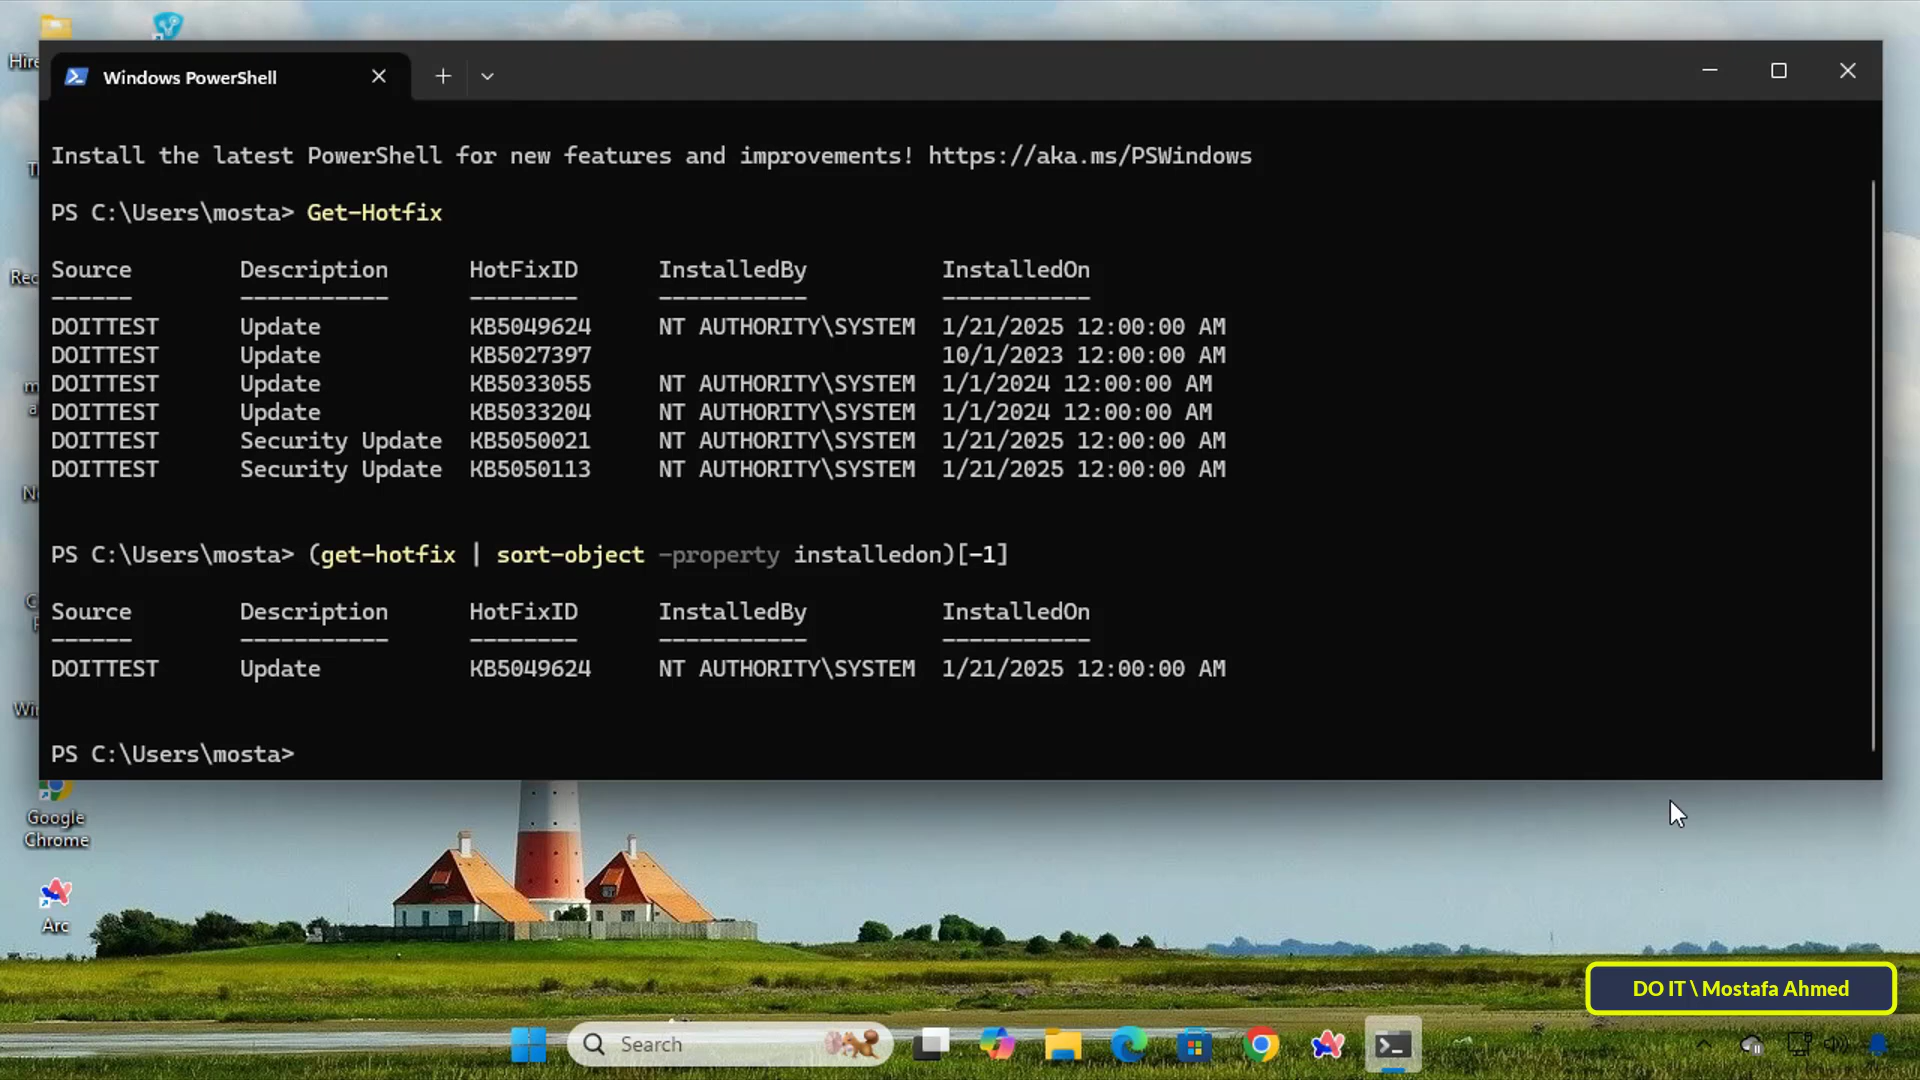 Windows PowerShell
Install the latest PowerShell for new features and improvements! https://aka.ms/PSWindows
PS C:\Users\mosta> Get-Hotfix
Source Description HotFixID InstalledBy InstalledOn
------ ----------- -------- ----------- -----------
DOITTEST Update KB5049624 NT AUTHORITY\SYSTEM 1/21/2025 12:00:00 AM
DOITTEST Update KB5027397 10/1/2023 12:00:00 AM
DOITTEST Update KB5033055 NT AUTHORITY\SYSTEM 1/1/2024 12:00:00 AM
DOITTEST Update KB5033204 NT AUTHORITY\SYSTEM 1/1/2024 12:00:00 AM
DOITTEST Security Update KB5050021 NT AUTHORITY\SYSTEM 1/21/2025 12:00:00 AM
DOITTEST Security Update KB5050113 NT AUTHORITY\SYSTEM 1/21/2025 12:00:00 AM
PS C:\Users\mosta> (get-hotfix | sort-object -property installedon)[-1]
Source Description HotFixID InstalledBy InstalledOn
------ ----------- -------- ----------- -----------
DOITTEST Update KB5049624 NT AUTHORITY\SYSTEM 1/21/2025 12:00:00 AM
PS C:\Users\mosta>
Google
Chrome
Arc
DO IT \ Mostafa Ahmed
Search